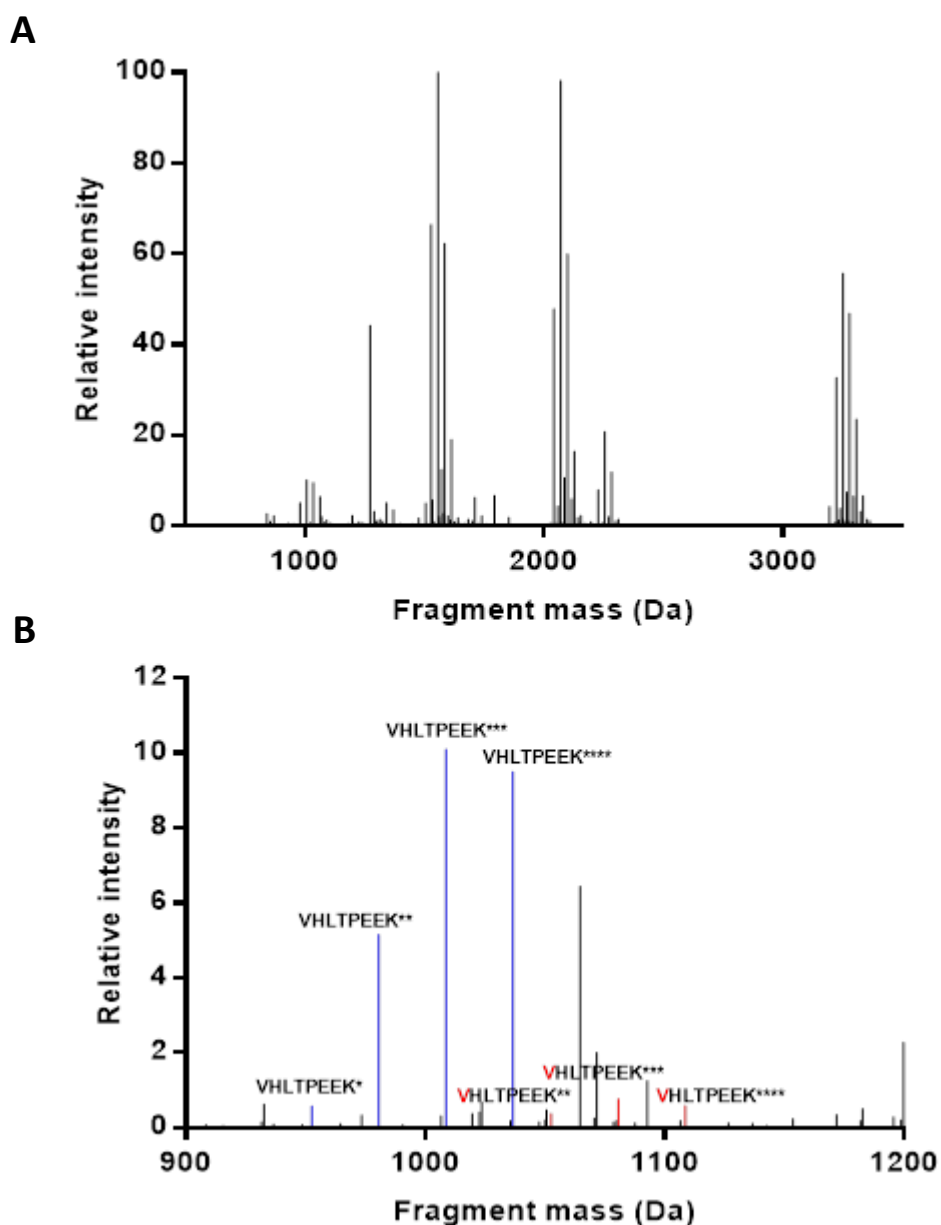 A
100
80
60
40
20
0
Relative intensity
1000 2000 3000
Fragment mass (Da)
B
12
10
8
6
4
2
0
Relative intensity
VHLTPEEK***
VHLTPEEK****
VHLTPEEK**
VHLTPEEK*
VHLTPEEK***
VHLTPEEK**
VHLTPEEK****
900 1000 1100 1200
Fragment mass (Da)